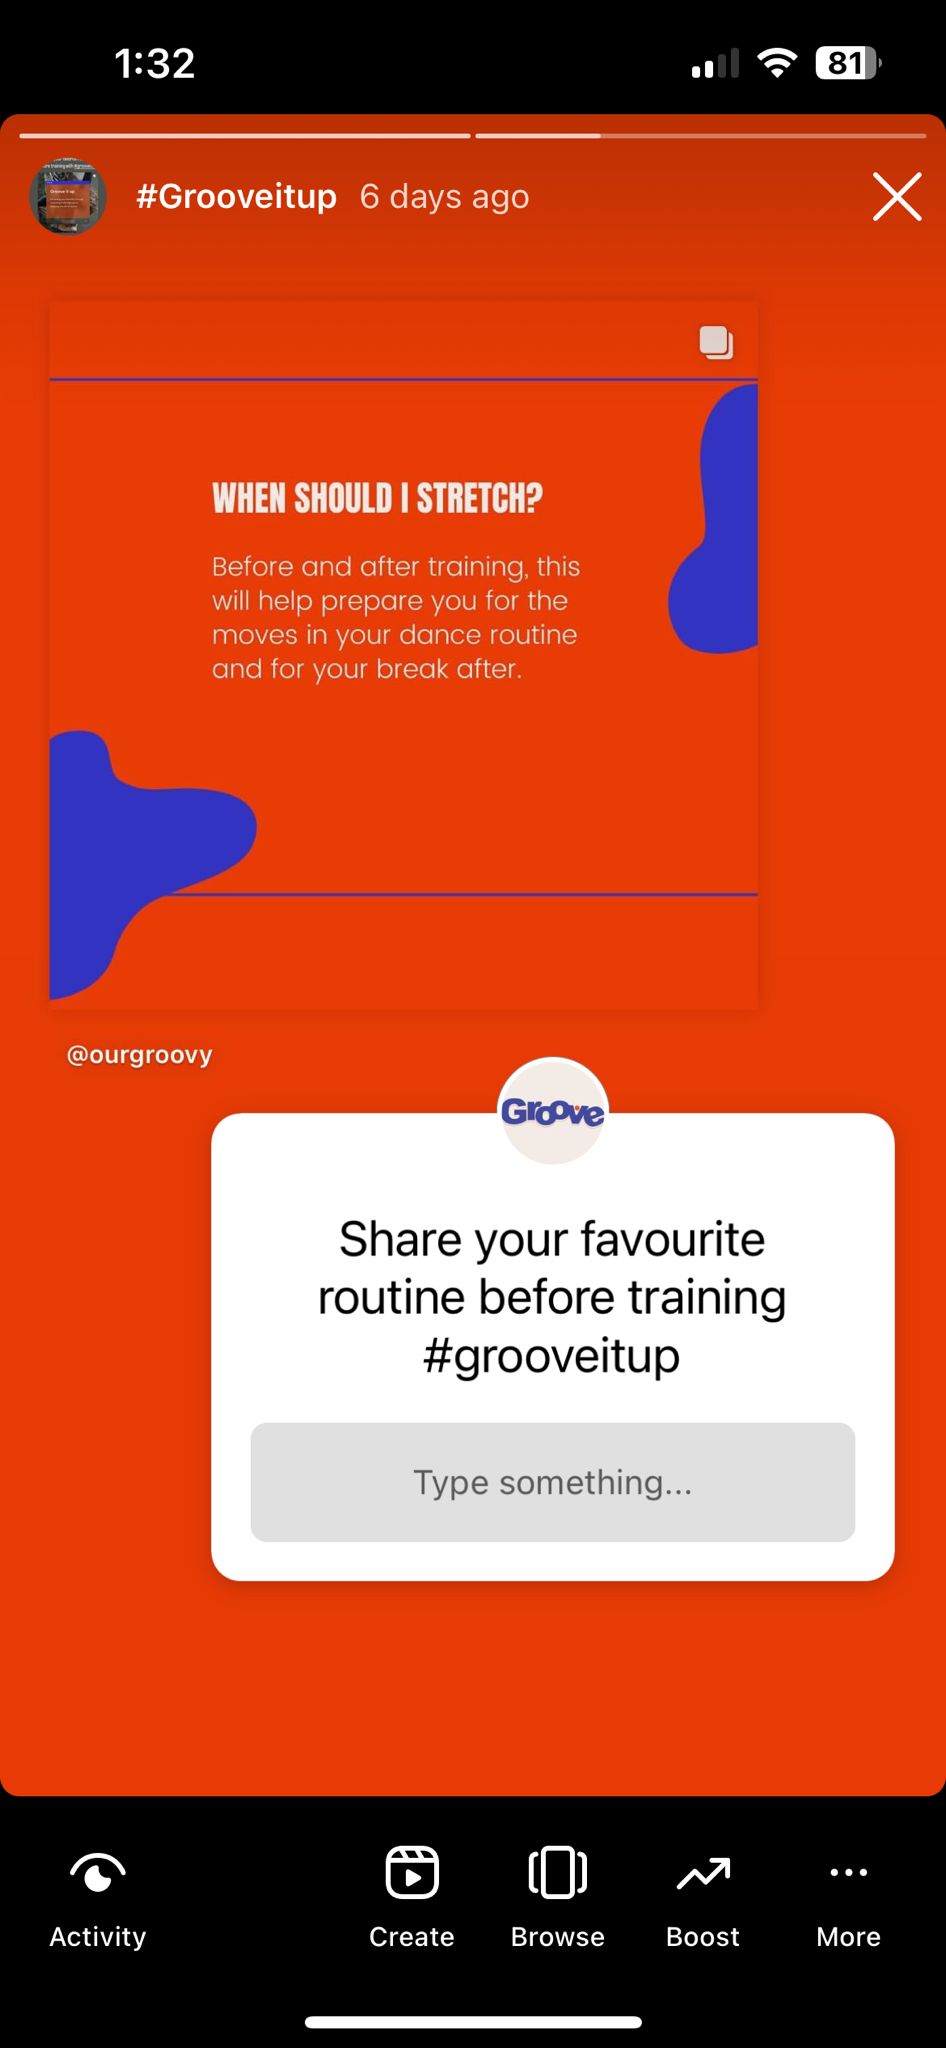 1:32
81
#Grooveitup 6 days ago
WHEN SHOULD I STRETCH?
Before and after training, this
will help prepare you for the
moves in your dance routine
and for your break after.
@ourgroovy
Groove
Share your favourite
routine before training
#grooveitup
Type something...
Activity
Create
Browse
Boost
More